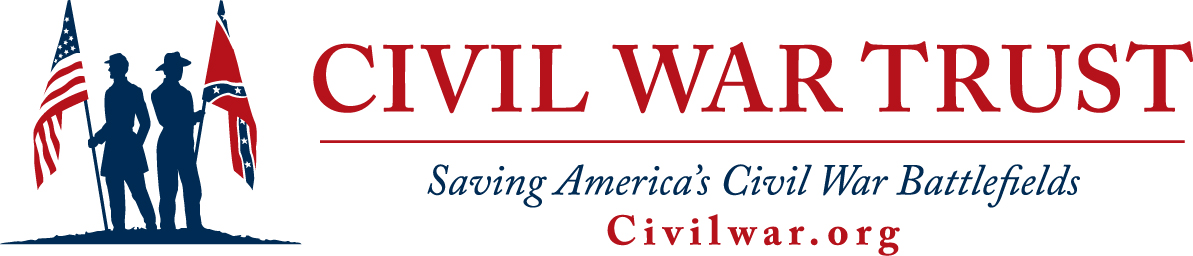 CIVIL WAR TRUST
Saving America's Civil War Battlefields
Civilwar.org